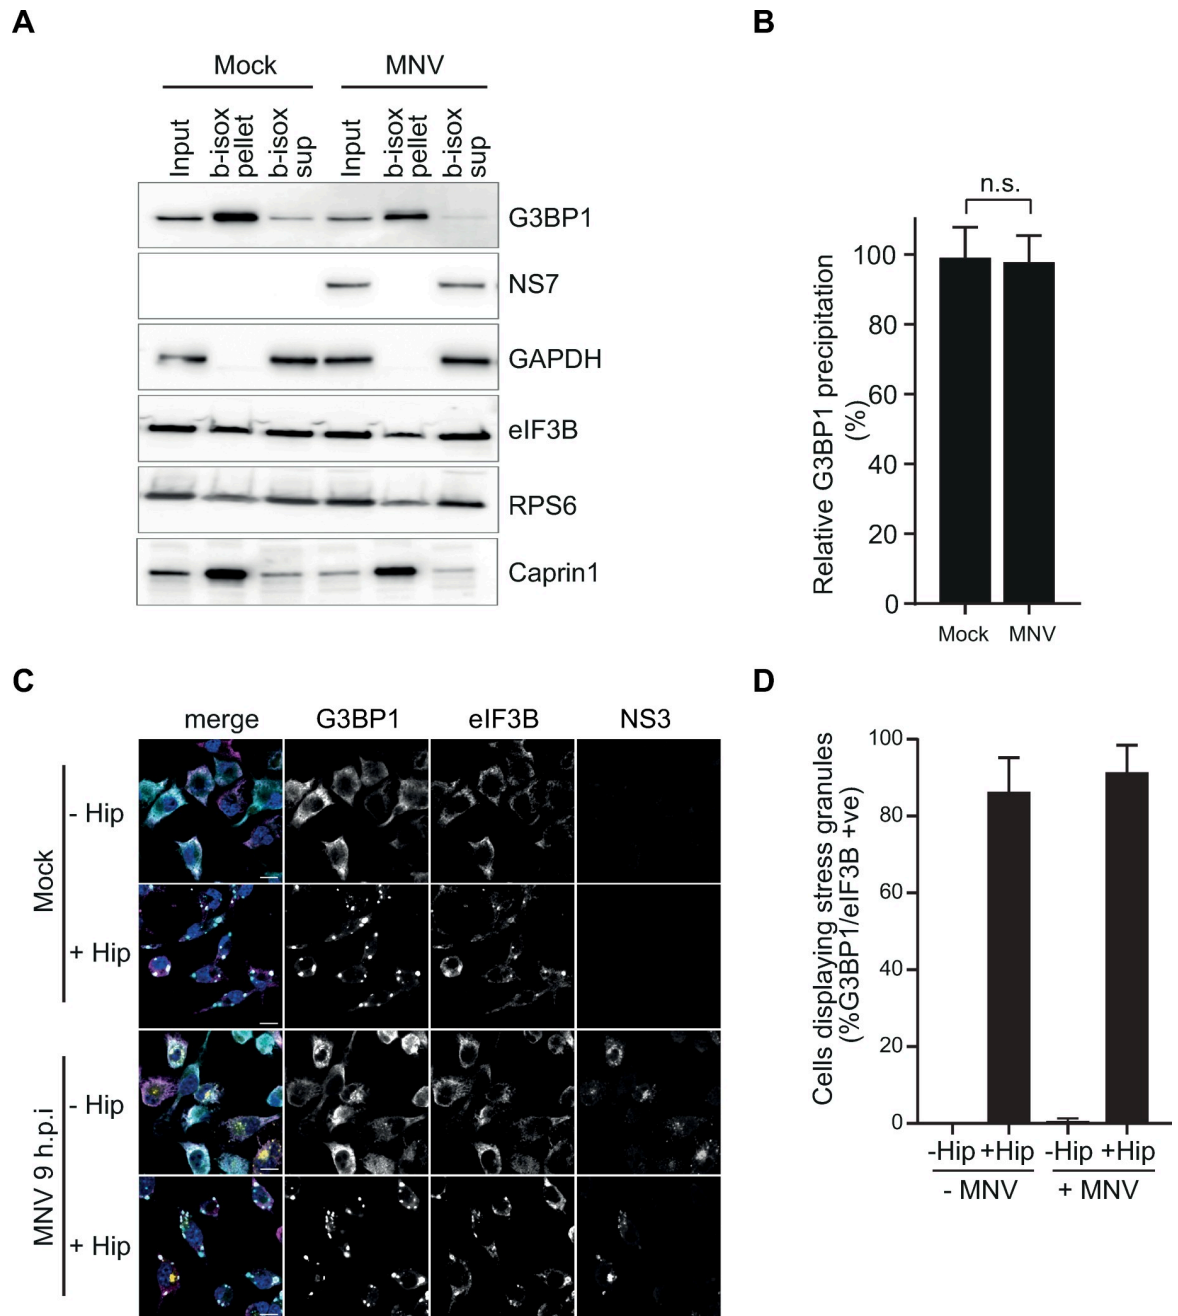 A
Mock MNV
Input
b-isox
pellet
b-isox
sup
Input
b-isox
pellet
b-isox
sup
G3BP1
NS7
GAPDH
eIF3B
RPS6
Caprin1
B
n.s.
Relative G3BP1 precipitation
(%)
100
80
60
40
20
0
Mock MNV
C
merge G3BP1 eIF3B NS3
Mock
- Hip
+ Hip
MNV 9 h.p.i
- Hip
+ Hip
D
Cells displaying stress granules
(%G3BP1/eIF3B +ve)
100
80
60
40
20
0
-Hip +Hip -Hip +Hip
- MNV + MNV